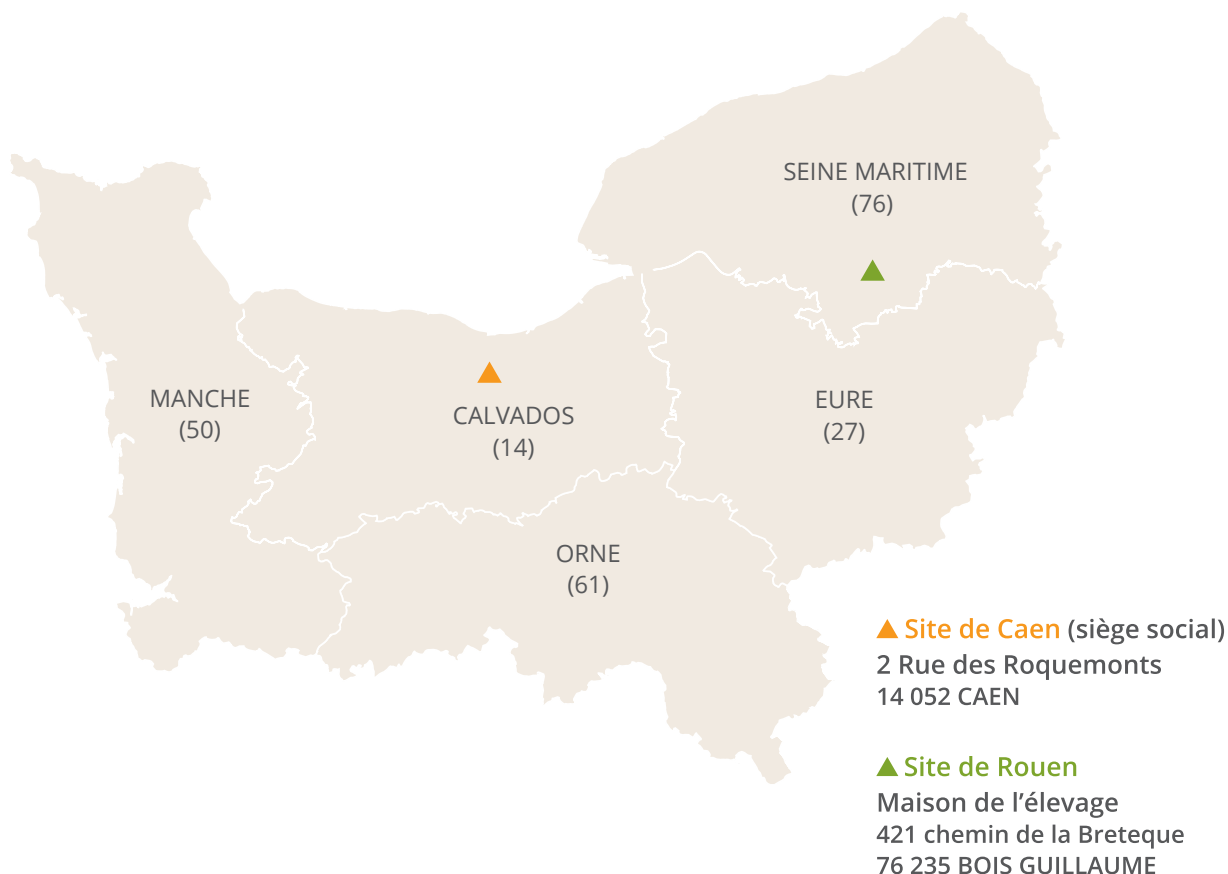 SEINE MARITIME
(76)
MANCHE
(50)
CALVADOS
(14)
EURE
(27)
ORNE
(61)
Site de Caen (siège social)
2 Rue des Roquemonts
14 052 CAEN
Site de Rouen
Maison de l’élevage
421 chemin de la Breteque
76 235 BOIS GUILLAUME